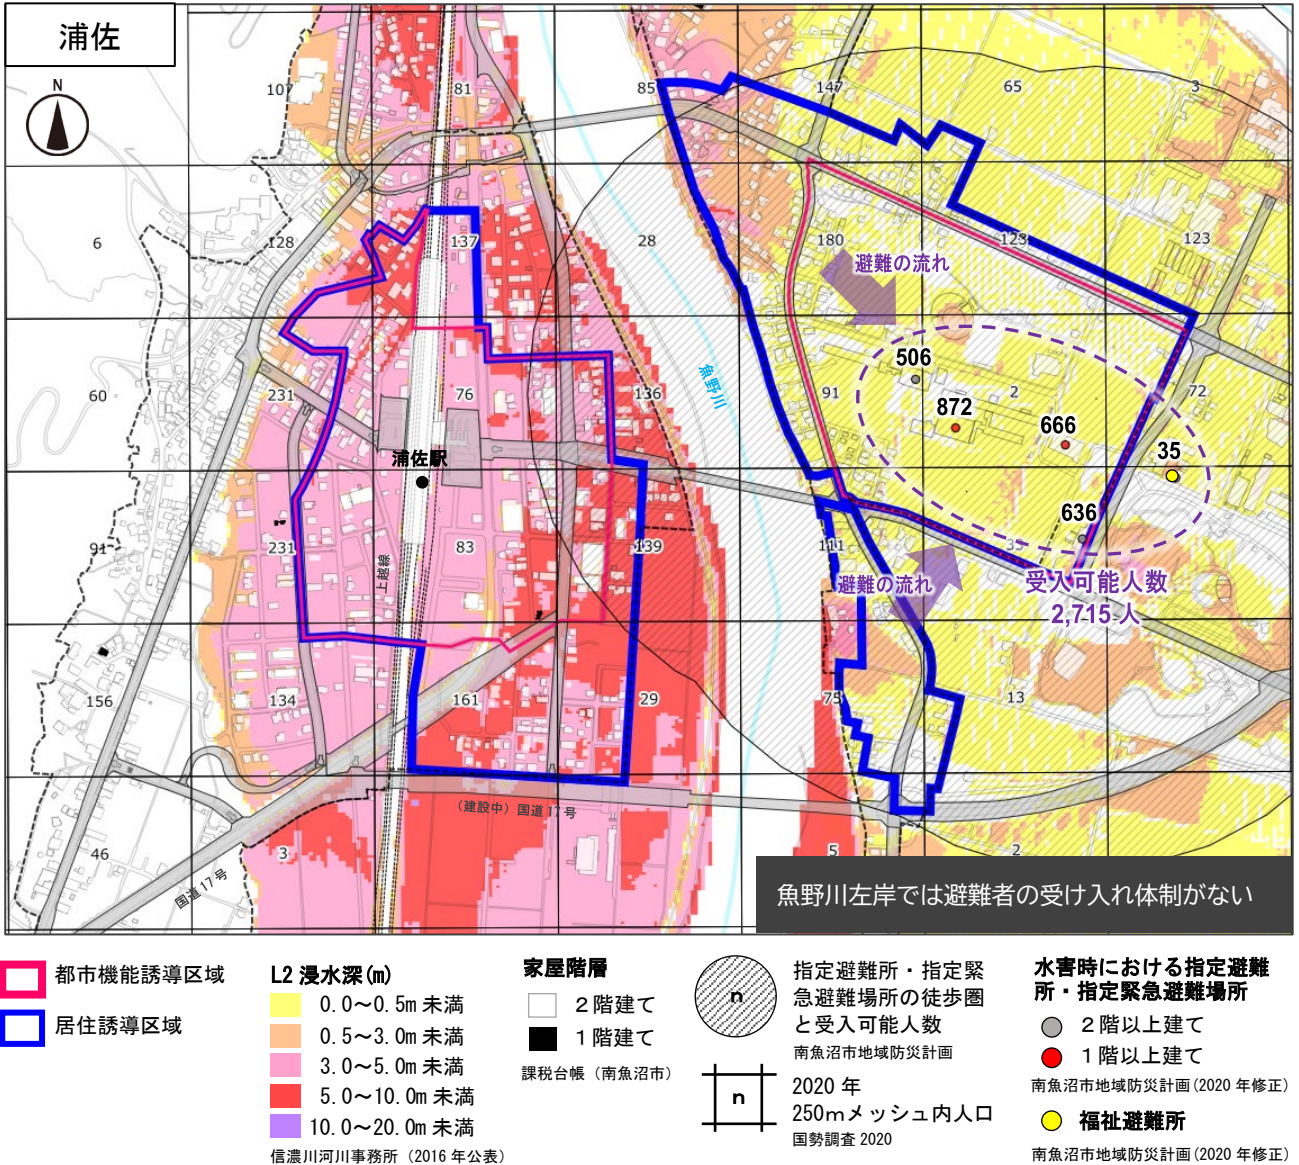 浦佐
N
107
81
85
147
65
3
6
128
137
28
180
123
123
避難の流れ
60
231
76
136
魚野川
91
506
2
72
872
666
35
浦佐駅
636
91
231
83
139
111
35
上越線
避難の流れ
受入可能人数
2,715 人
156
134
161
29
75
13
(建設中) 国道 17 号
46
国道 17 号
3
5
2
魚野川左岸では避難者の受け入れ体制がない
都市機能誘導区域
居住誘導区域
L2 浸水深(m)
0.0～0.5m 未満
0.5～3.0m 未満
3.0～5.0m 未満
5.0～10.0m 未満
10.0～20.0m 未満
信濃川河川事務所（2016 年公表）
家屋階層
２階建て
１階建て
課税台帳（南魚沼市）
n
指定避難所・指定緊
急避難場所の徒歩圏
と受入可能人数
南魚沼市地域防災計画
n
2020 年
250mメッシュ内人口
国勢調査 2020
水害時における指定避難
所・指定緊急避難場所
２階以上建て
１階以上建て
南魚沼市地域防災計画(2020 年修正)
福祉避難所
南魚沼市地域防災計画(2020 年修正)